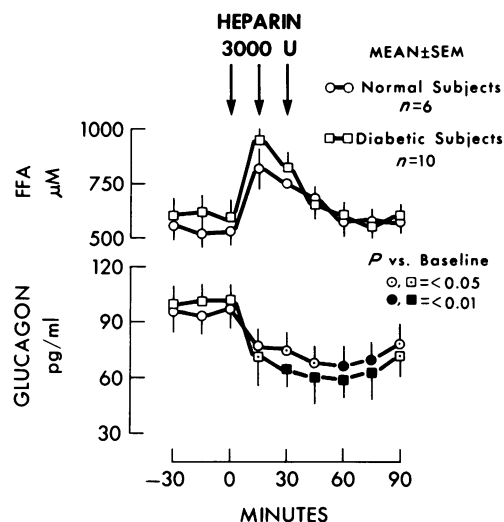 HEPARIN
3000 U
MEAN±SEM
Normal Subjects
n=6
Diabetic Subjects
n=10
FFA
μM
1000
750
500
P vs. Baseline
⊙, ⊡ =<0.05
●, ■ =<0.01
GLUCAGON
pg/ml
120
90
60
30
−30 0 30 60 90
MINUTES